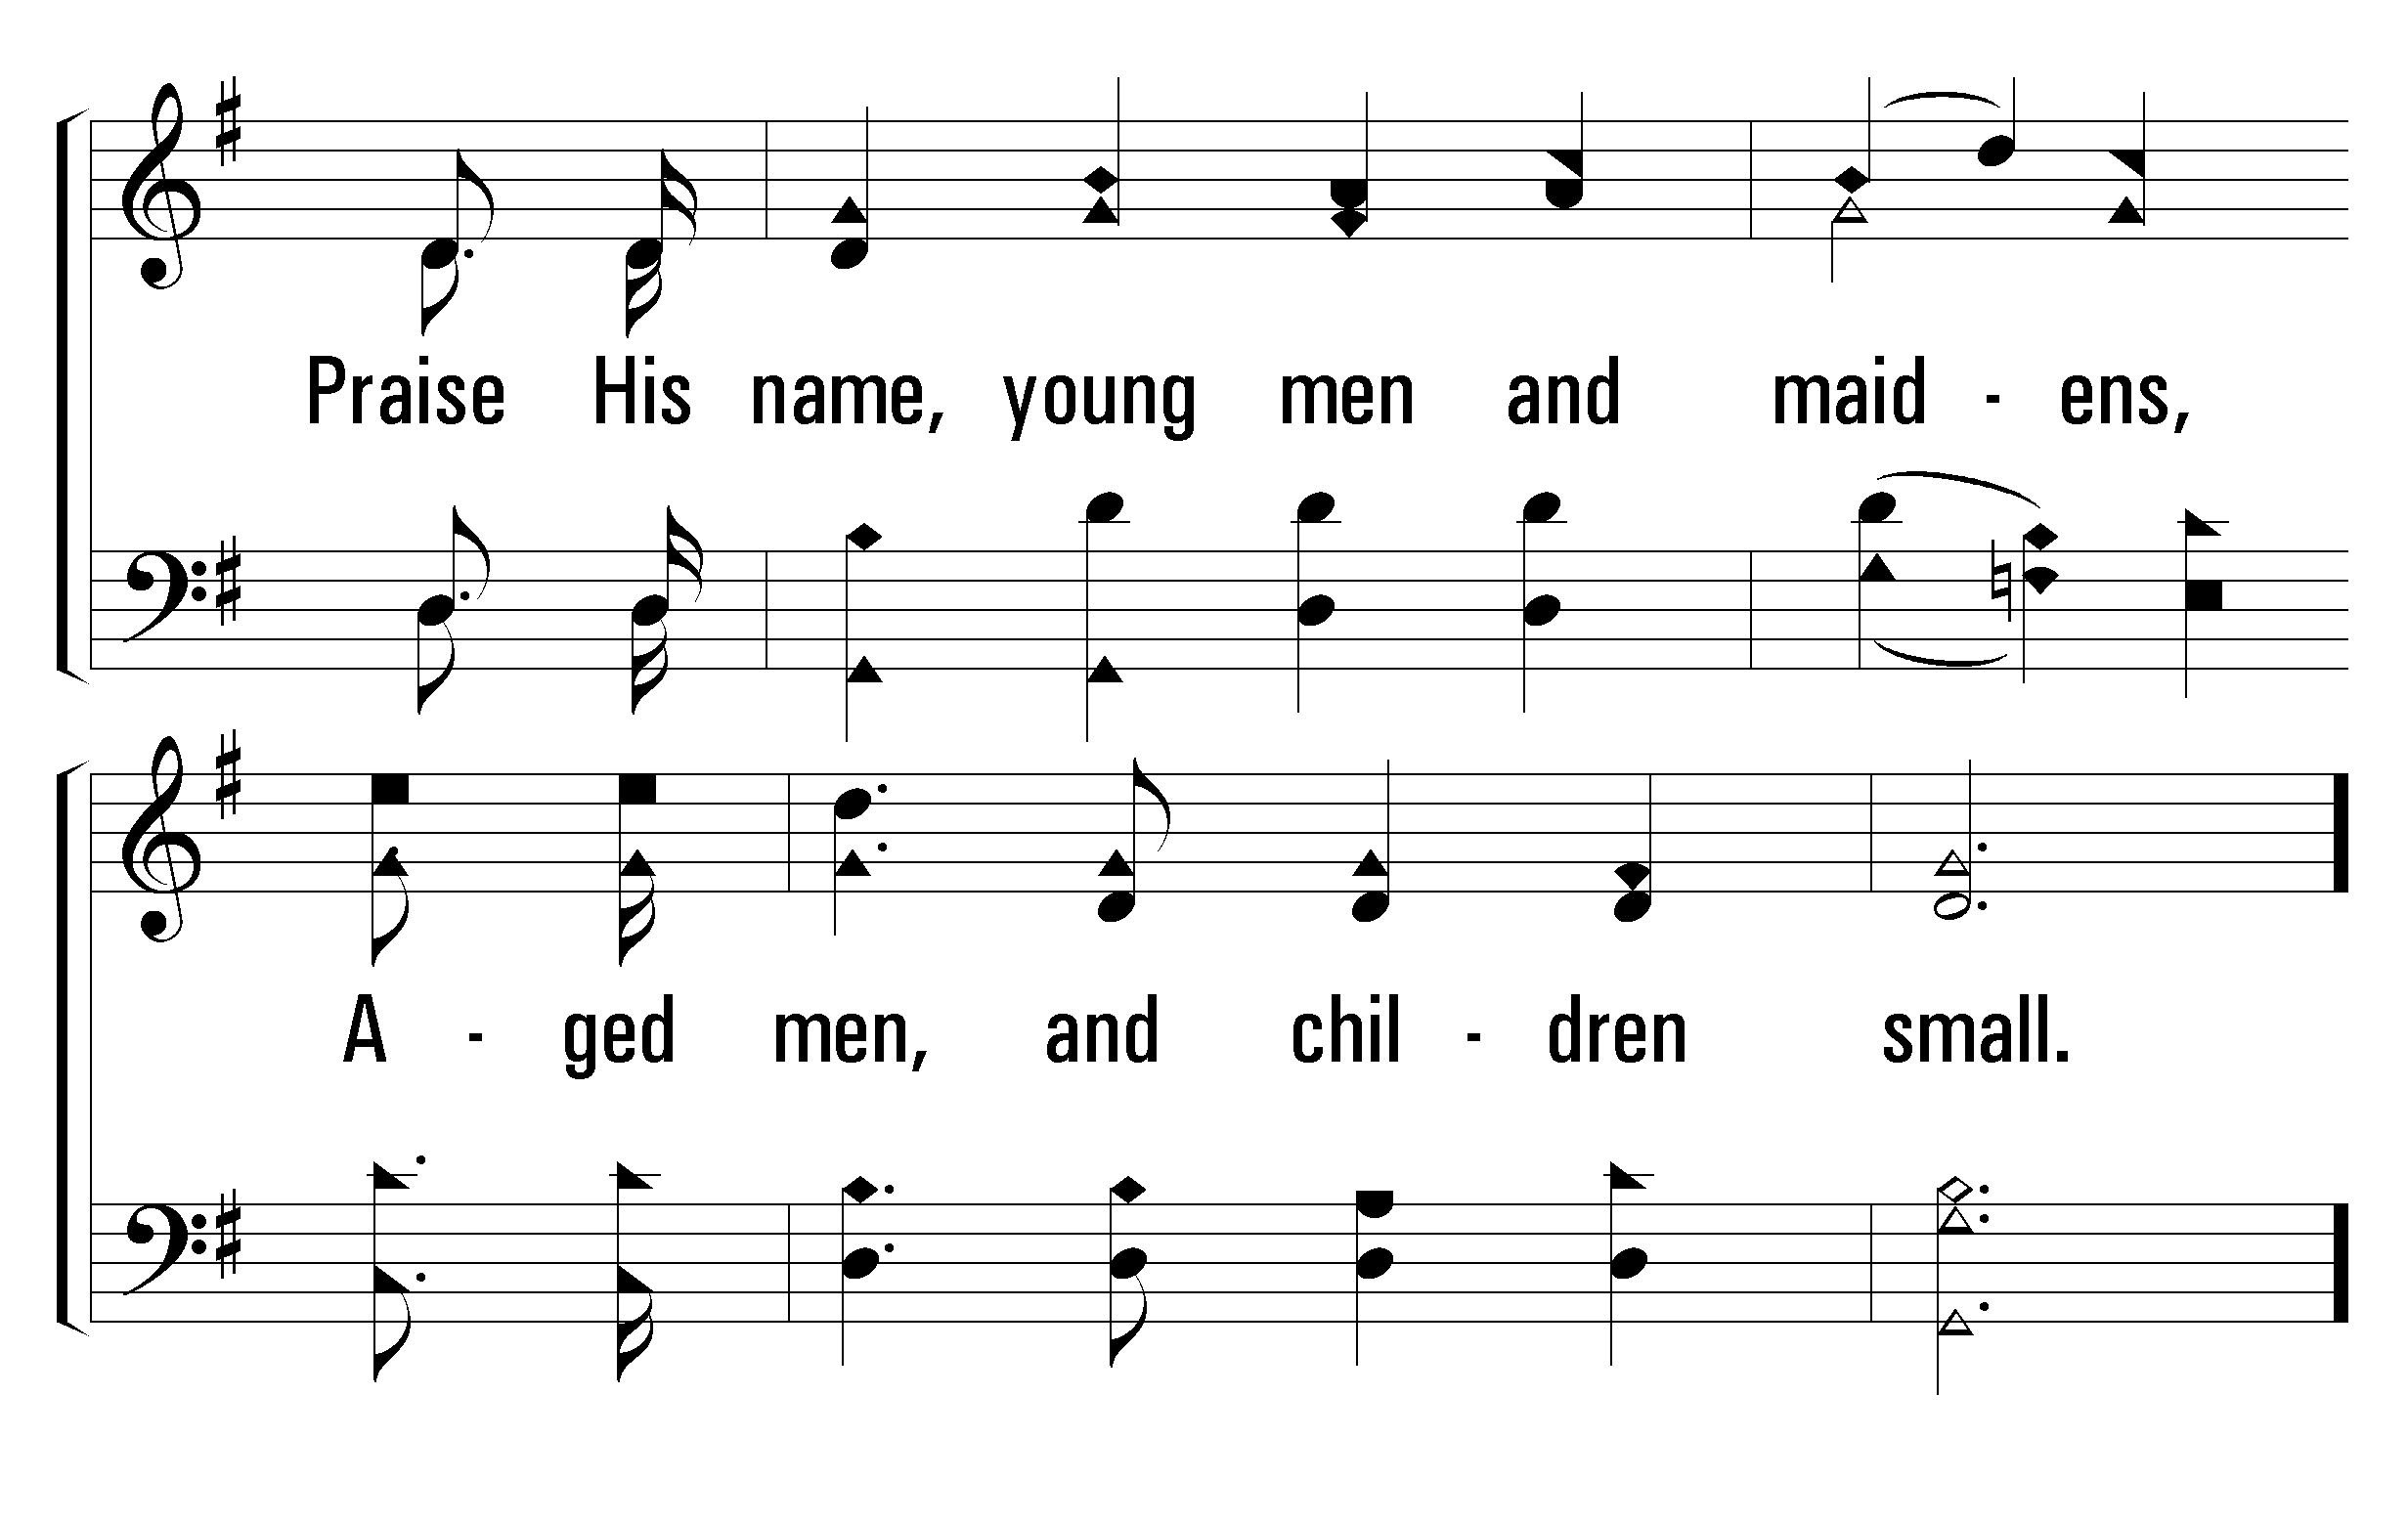 Praise His name, young men and maid - ens,
A - ged men, and chil - dren small.